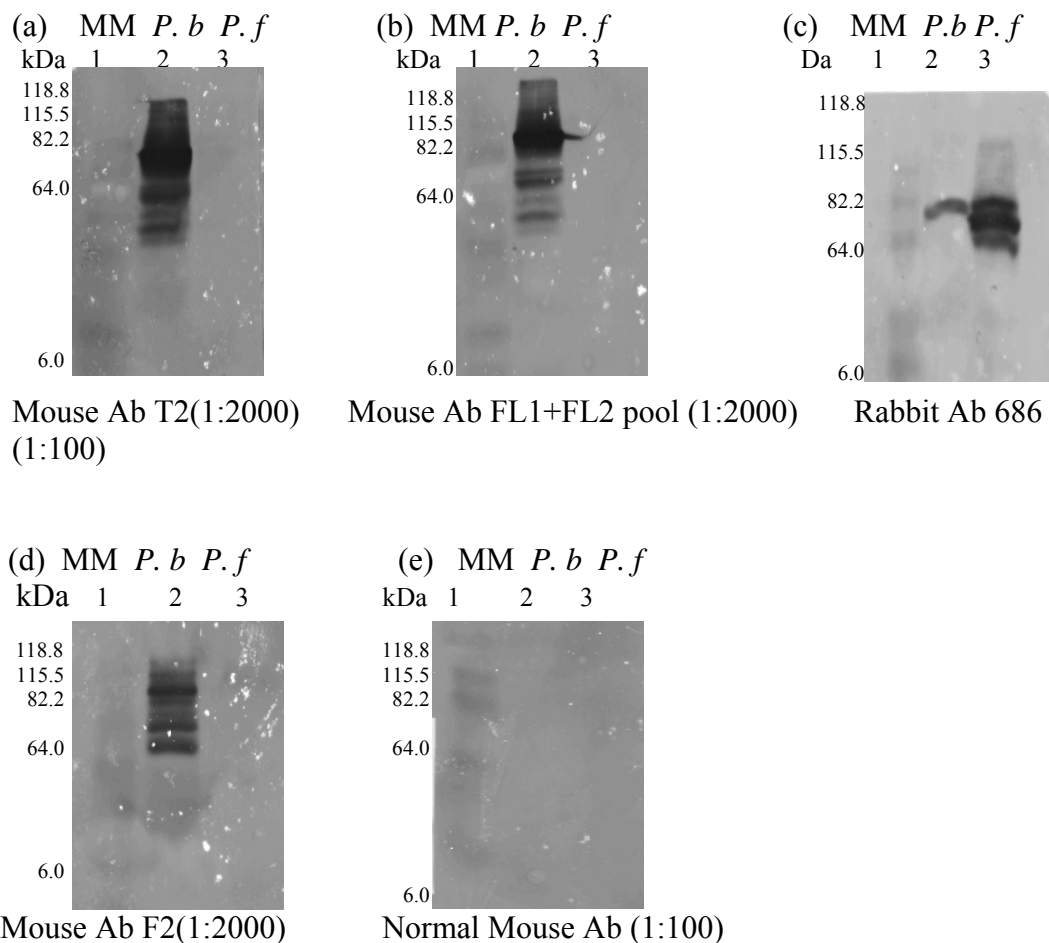 (a) MM P. b P. f
kDa 1 2 3
118.8
115.5
82.2
64.0
6.0
Mouse Ab T2(1:2000)
(1:100)
(b) MM P. b P. f
kDa 1 2 3
118.8
115.5
82.2
64.0
6.0
Mouse Ab FL1+FL2 pool (1:2000)
(c) MM P.b P. f
Da 1 2 3
118.8
115.5
82.2
64.0
6.0
Rabbit Ab 686
(d) MM P. b P. f
kDa 1 2 3
118.8
115.5
82.2
64.0
6.0
Mouse Ab F2(1:2000)
(e) MM P. b P. f
kDa 1 2 3
118.8
115.5
82.2
64.0
6.0
Normal Mouse Ab (1:100)